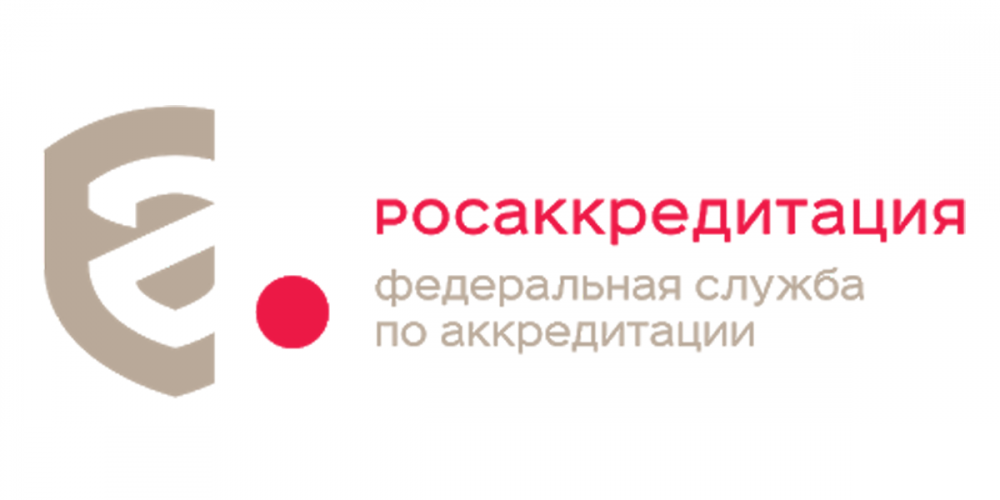 Росаккредитация
федеральная служба
по аккредитации